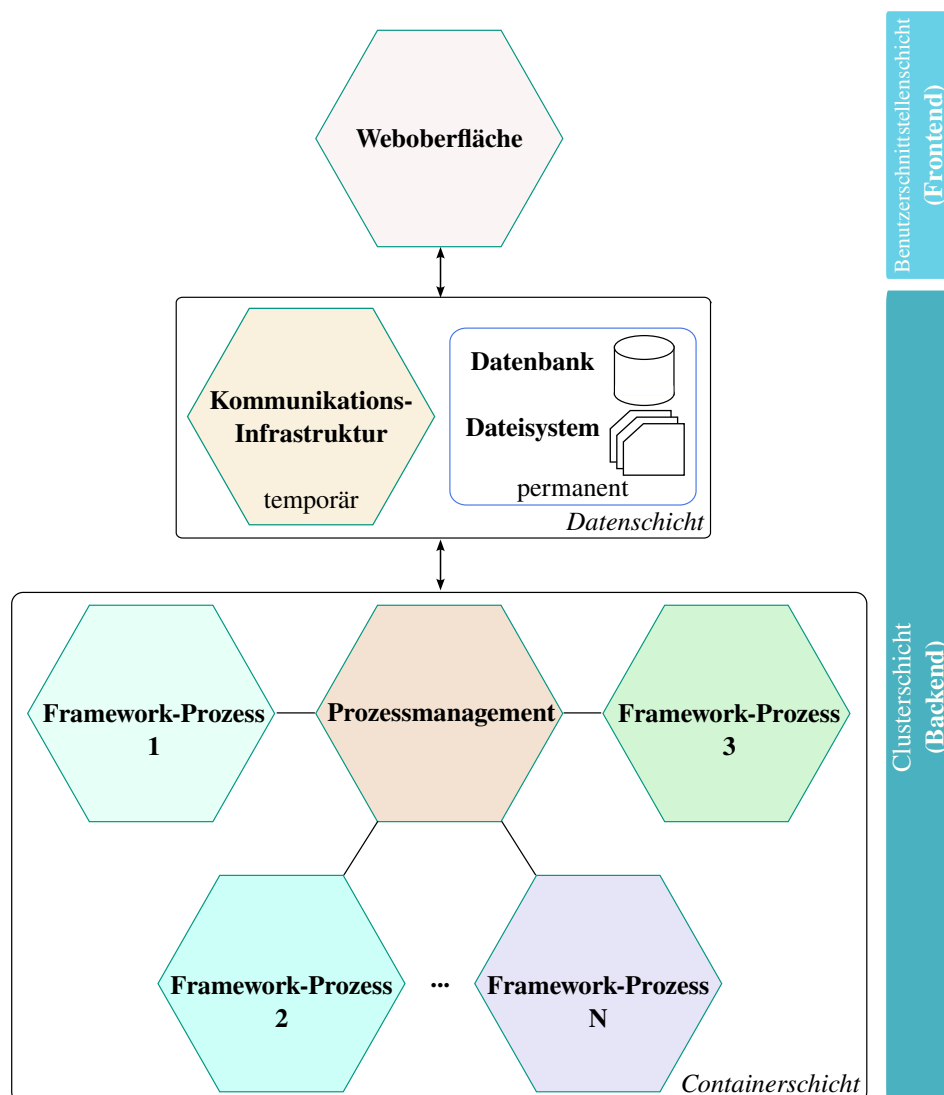 Weboberfläche
Benutzerschnittstellenschicht
(Frontend)
Kommunikations-
Infrastruktur
temporär
Datenbank
Dateisystem
permanent
Datenschicht
Framework-Prozess
1
Prozessmanagement
Framework-Prozess
3
Framework-Prozess
2
...
Framework-Prozess
N
Containerschicht
Clusterschicht
(Backend)